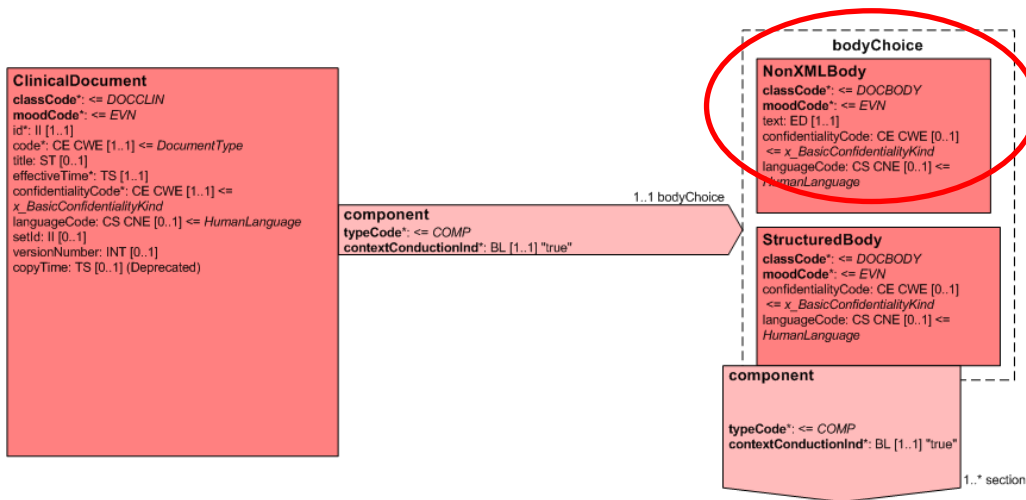 ClinicalDocument
classCode*: <= DOCCLIN
moodCode*: <= EVN
id*: II [1..1]
code*: CE CWE [1..1] <= DocumentType
title: ST [0..1]
effectiveTime*: TS [1..1]
confidentialityCode*: CE CWE [1..1] <=
x_BasicConfidentialityKind
languageCode: CS CNE [0..1] <= HumanLanguage
setId: II [0..1]
versionNumber: INT [0..1]
copyTime: TS [0..1] (Deprecated)
1..1 bodyChoice
component
typeCode*: <= COMP
contextConductionInd*: BL [1..1] "true"
bodyChoice
NonXMLBody
classCode*: <= DOCBODY
moodCode*: <= EVN
text: ED [1..1]
confidentialityCode: CE CWE [0..1]
<= x_BasicConfidentialityKind
languageCode: CS CNE [0..1] <=
HumanLanguage
StructuredBody
classCode*: <= DOCBODY
moodCode*: <= EVN
confidentialityCode: CE CWE [0..1]
<= x_BasicConfidentialityKind
languageCode: CS CNE [0..1] <=
HumanLanguage
component
typeCode*: <= COMP
contextConductionInd*: BL [1..1] "true"
1..* section